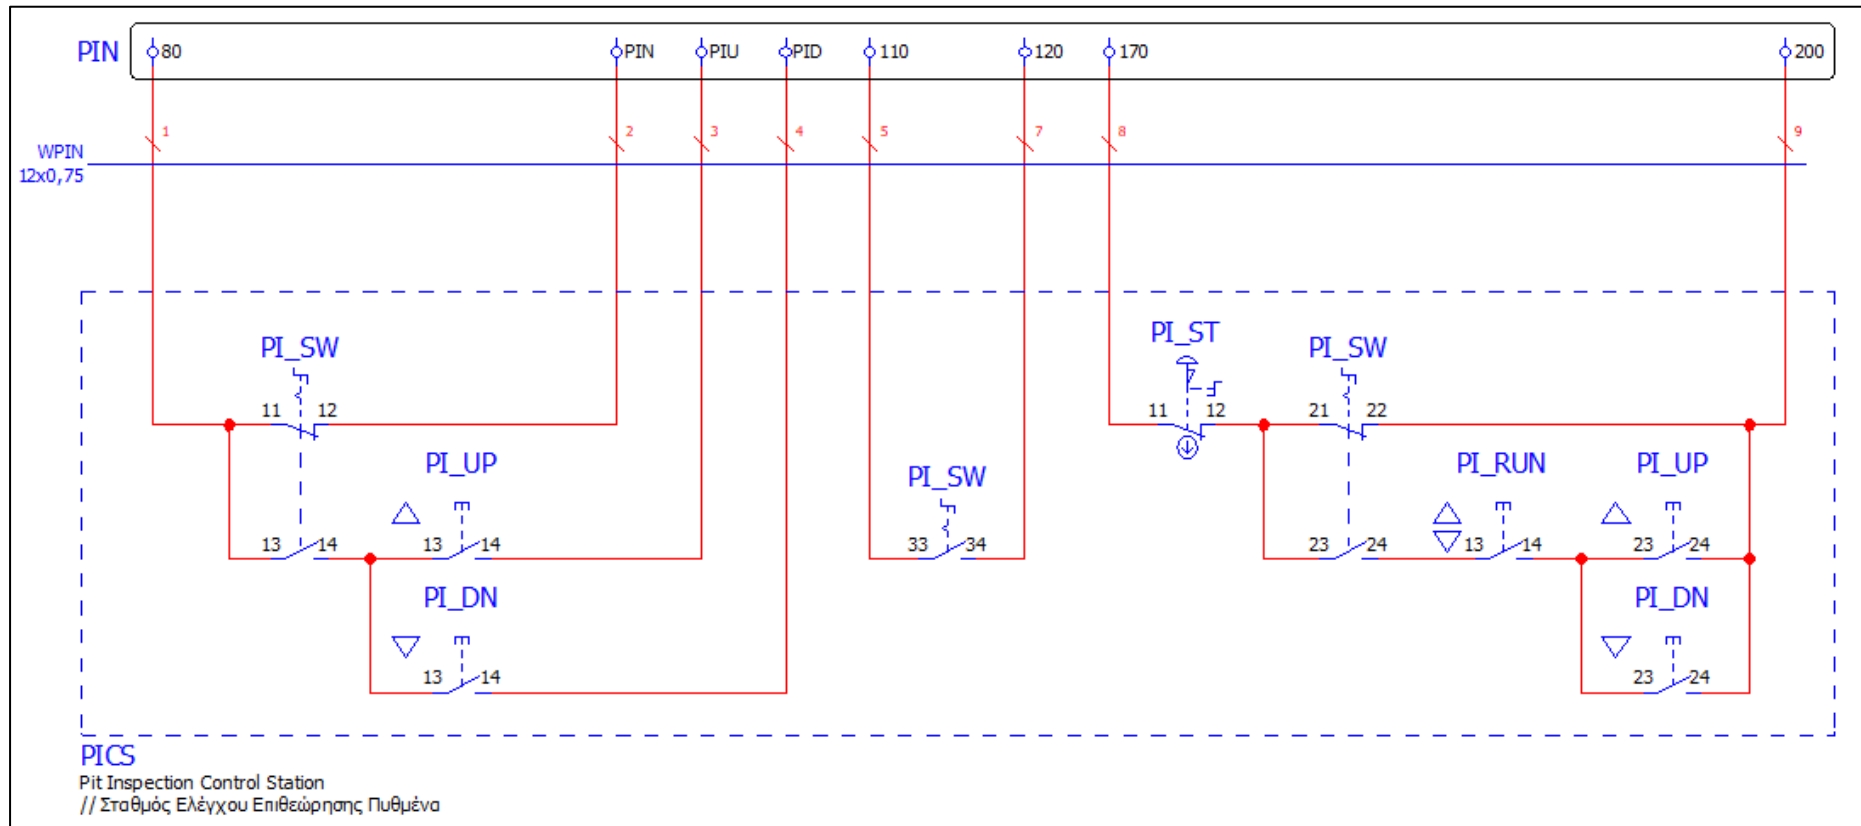 PIN 80 PIN PIU PID 110 120 170 200
1 2 3 4 5 7 8 9
WPIN
12x0,75
PI_ST
PI_SW PI_SW
11 12 11 12 21 22
PI_UP PI_SW PI_RUN PI_UP
13 14 13 14 33 34 23 24 13 14 23 24
PI_DN PI_DN
13 14 23 24
PICS
Pit Inspection Control Station
// Σταθμός Ελέγχου Επιθεώρησης Πυθμένα